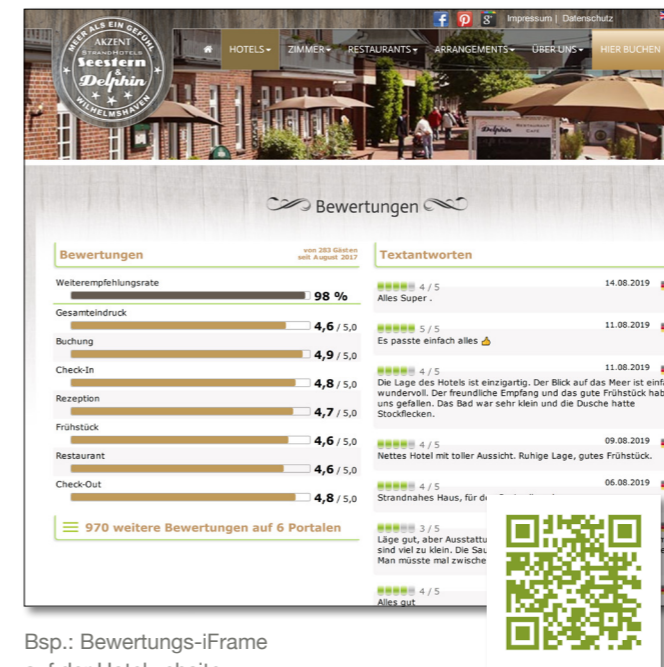 Impressum | Datenschutz
MEER ALS EIN GEFÜHL
AKZENT
STRANDHOTELS
Seestern
&
Delphin
WILHELMSHAVEN
HOTELS
ZIMMER
RESTAURANTS
ARRANGEMENTS
ÜBER UNS
HIER BUCHEN
Delphin
RESTAURANT
CAFÉ
Bewertungen
Bewertungen
von 283 Gästen
seit August 2017
Weiterempfehlungsrate
98 %
Gesamteindruck
4,6 / 5,0
Buchung
4,9 / 5,0
Check-In
4,8 / 5,0
Rezeption
4,7 / 5,0
Frühstück
4,6 / 5,0
Restaurant
4,6 / 5,0
Check-Out
4,8 / 5,0
970 weitere Bewertungen auf 6 Portalen
Textantworten
4 / 5 14.08.2019
Alles Super .
5 / 5 11.08.2019
Es passte einfach alles 👍
4 / 5 11.08.2019
Die Lage des Hotels ist einzigartig. Der Blick auf das Meer ist einfa
wundervoll. Der freundliche Empfang und das gute Frühstück hab
uns gefallen. Das Bad war sehr klein und die Dusche hatte
Stockflecken.
4 / 5 09.08.2019
Nettes Hotel mit toller Aussicht. Ruhige Lage, gutes Frühstück.
4 / 5 06.08.2019
Strandnahes Haus, für de
3 / 5
Läge gut, aber Ausstattu
sind viel zu klein. Die Sau
Man müsste mal zwische
4 / 5
Alles gut
Bsp.: Bewertungs-iFrame
auf der Hotelwebsite